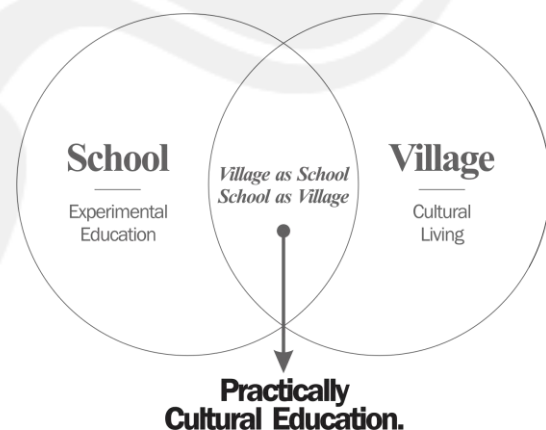 School
Experimental
Education
Village as School
School as Village
Village
Cultural
Living
Practically
Cultural Education.